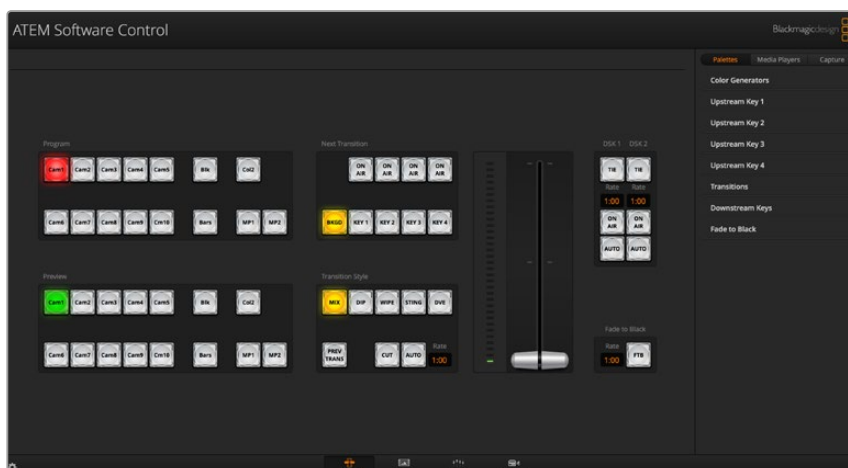 ATEM Software Control
Blackmagicdesign
Palettes Media Players Capture
Color Generators
Upstream Key 1
Upstream Key 2
Upstream Key 3
Upstream Key 4
Transitions
Downstream Keys
Fade to Black
Program
Cam1 Cam2 Cam3 Cam4 Cam5 Blk Col2
Cam6 Cam7 Cam8 Cam9 Cm10 Bars MP1 MP2
Next Transition
ON AIR ON AIR ON AIR ON AIR
BKGD KEY 1 KEY 2 KEY 3 KEY 4
DSK 1 DSK 2
TIE TIE
Rate Rate
1:00 1:00
ON AIR ON AIR
AUTO AUTO
Preview
Cam1 Cam2 Cam3 Cam4 Cam5 Blk Col2
Cam6 Cam7 Cam8 Cam9 Cm10 Bars MP1 MP2
Transition Style
MIX DIP WIPE STING DVE
PREV TRANS CUT AUTO Rate 1:00
Fade to Black
Rate
1:00 FTB